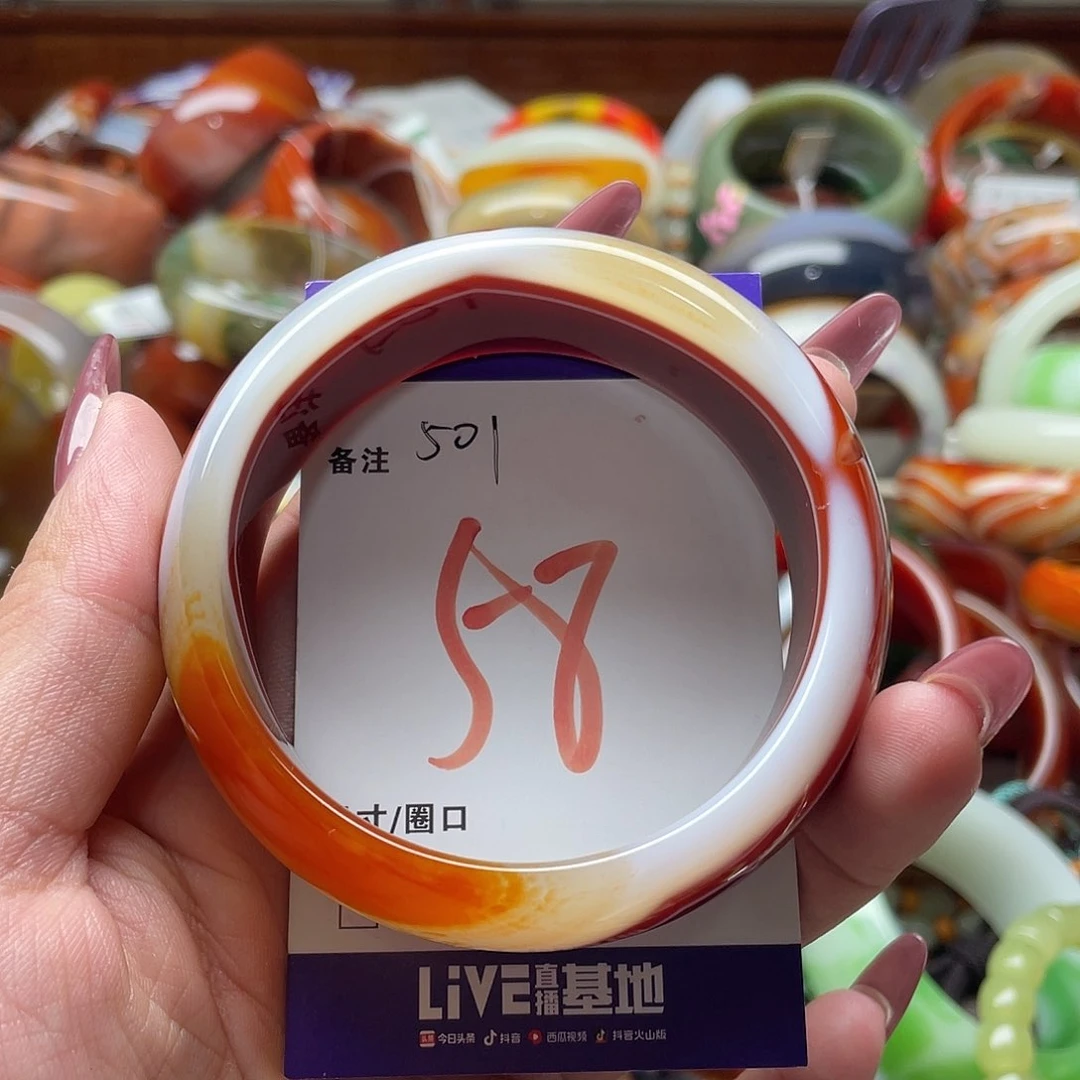 备注 501
58
寸/圈口
LiVE直播基地
今日头条 抖音 西瓜视频 抖音火山版